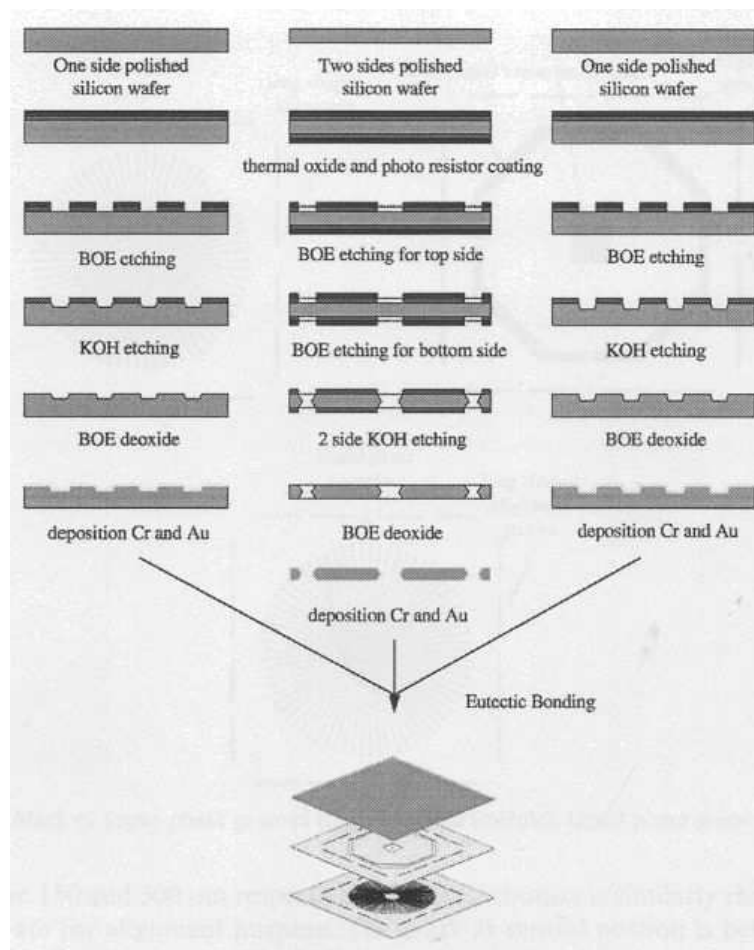 One side polished
silicon wafer
Two sides polished
silicon wafer
One side polished
silicon wafer
thermal oxide and photo resistor coating
BOE etching
BOE etching for top side
BOE etching
KOH etching
BOE etching for bottom side
KOH etching
BOE deoxide
2 side KOH etching
BOE deoxide
deposition Cr and Au
BOE deoxide
deposition Cr and Au
deposition Cr and Au
Eutectic Bonding